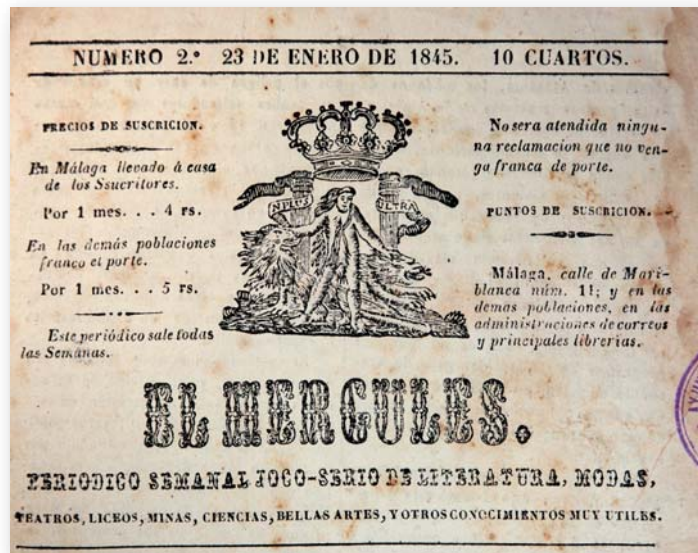 NUMERO 2.º 23 DE ENERO DE 1845. 10 CUARTOS.
PRECIOS DE SUSCRICION.
En Málaga llevado á casa
de los Ssucritores.
Por 1 mes. . . 4 rs.
En las demás poblaciones
franco el porte.
Por 1 mes. . . 5 rs.
Este periódico sale todas
las Semanas.
NPLUS ULTRA
No sera atendida ningu-
na reclamacion que no ven-
ga franca de porte.
PUNTOS DE SUSCRICION.
Málaga, calle de Mari-
blanca núm. 11; y en las
demas poblaciones, en las
administraciones de correos
y principales librerias.
EL HERCULES.
PERIODICO SEMANAL JOCO-SERIO DE LITERATURA, MODAS,
TEATROS, LICEOS, MINAS, CIENCIAS, BELLAS ARTES, Y OTROS CONOCIMIENTOS MUY UTILES.